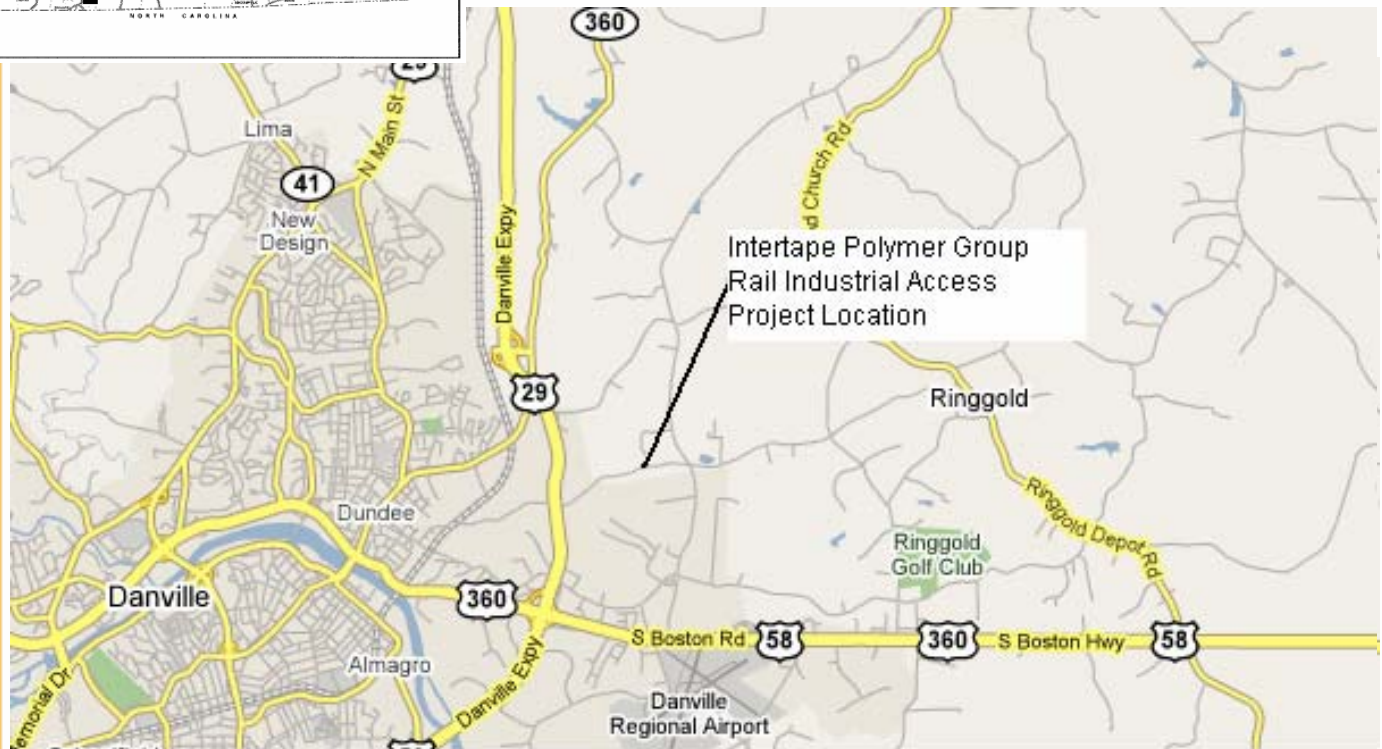 NORTH CAROLINA
360
Lima
N Main St
41
New
Design
Danville Expy
Church Rd
Intertape Polymer Group
Rail Industrial Access
Project Location
29
Ringgold
Dundee
Ringgold Depot Rd
Ringgold
Golf Club
Danville
360
S Boston Rd
58
360
S Boston Hwy
58
Almagro
Danville Expy
Danville
Regional Airport